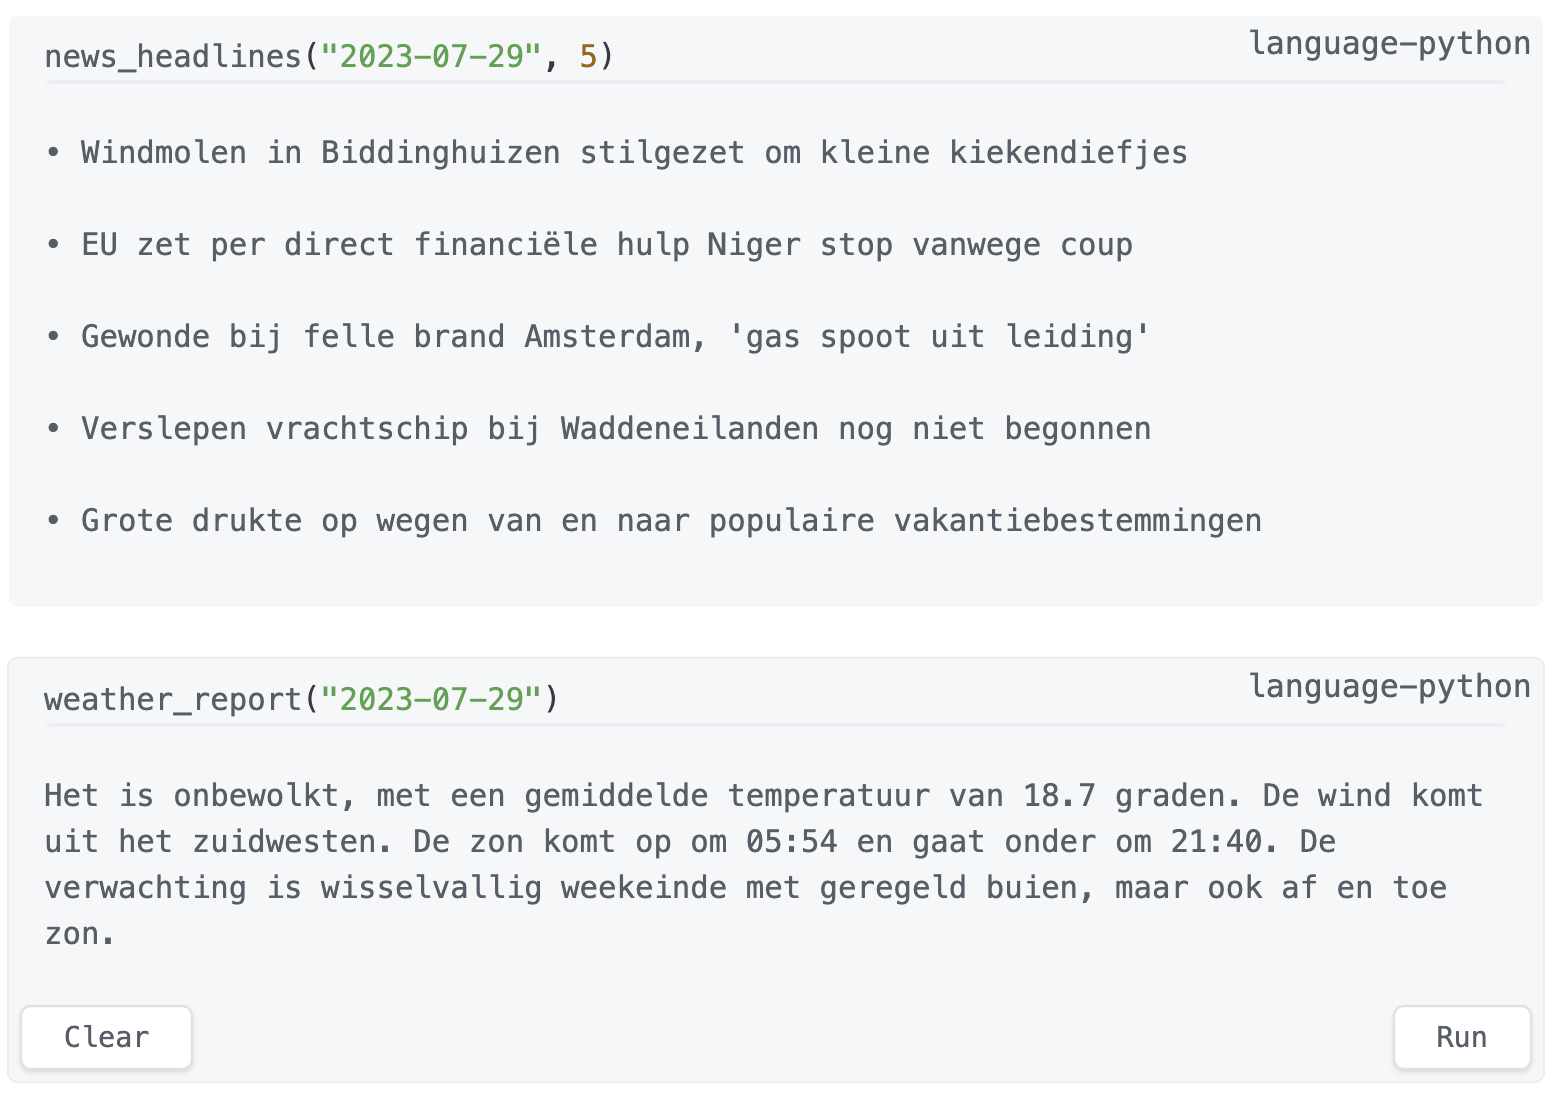 news_headlines("2023-07-29", 5)
language-python
• Windmolen in Biddinghuizen stilgezet om kleine kiekendiefjes
• EU zet per direct financiële hulp Niger stop vanwege coup
• Gewonde bij felle brand Amsterdam, 'gas spoot uit leiding'
• Verslepen vrachtschip bij Waddeneilanden nog niet begonnen
• Grote drukte op wegen van en naar populaire vakantiebestemmingen
weather_report("2023-07-29")
language-python
Het is onbewolkt, met een gemiddelde temperatuur van 18.7 graden. De wind komt
uit het zuidwesten. De zon komt op om 05:54 en gaat onder om 21:40. De
verwachting is wisselvallig weekeinde met geregeld buien, maar ook af en toe
zon.
Clear
Run